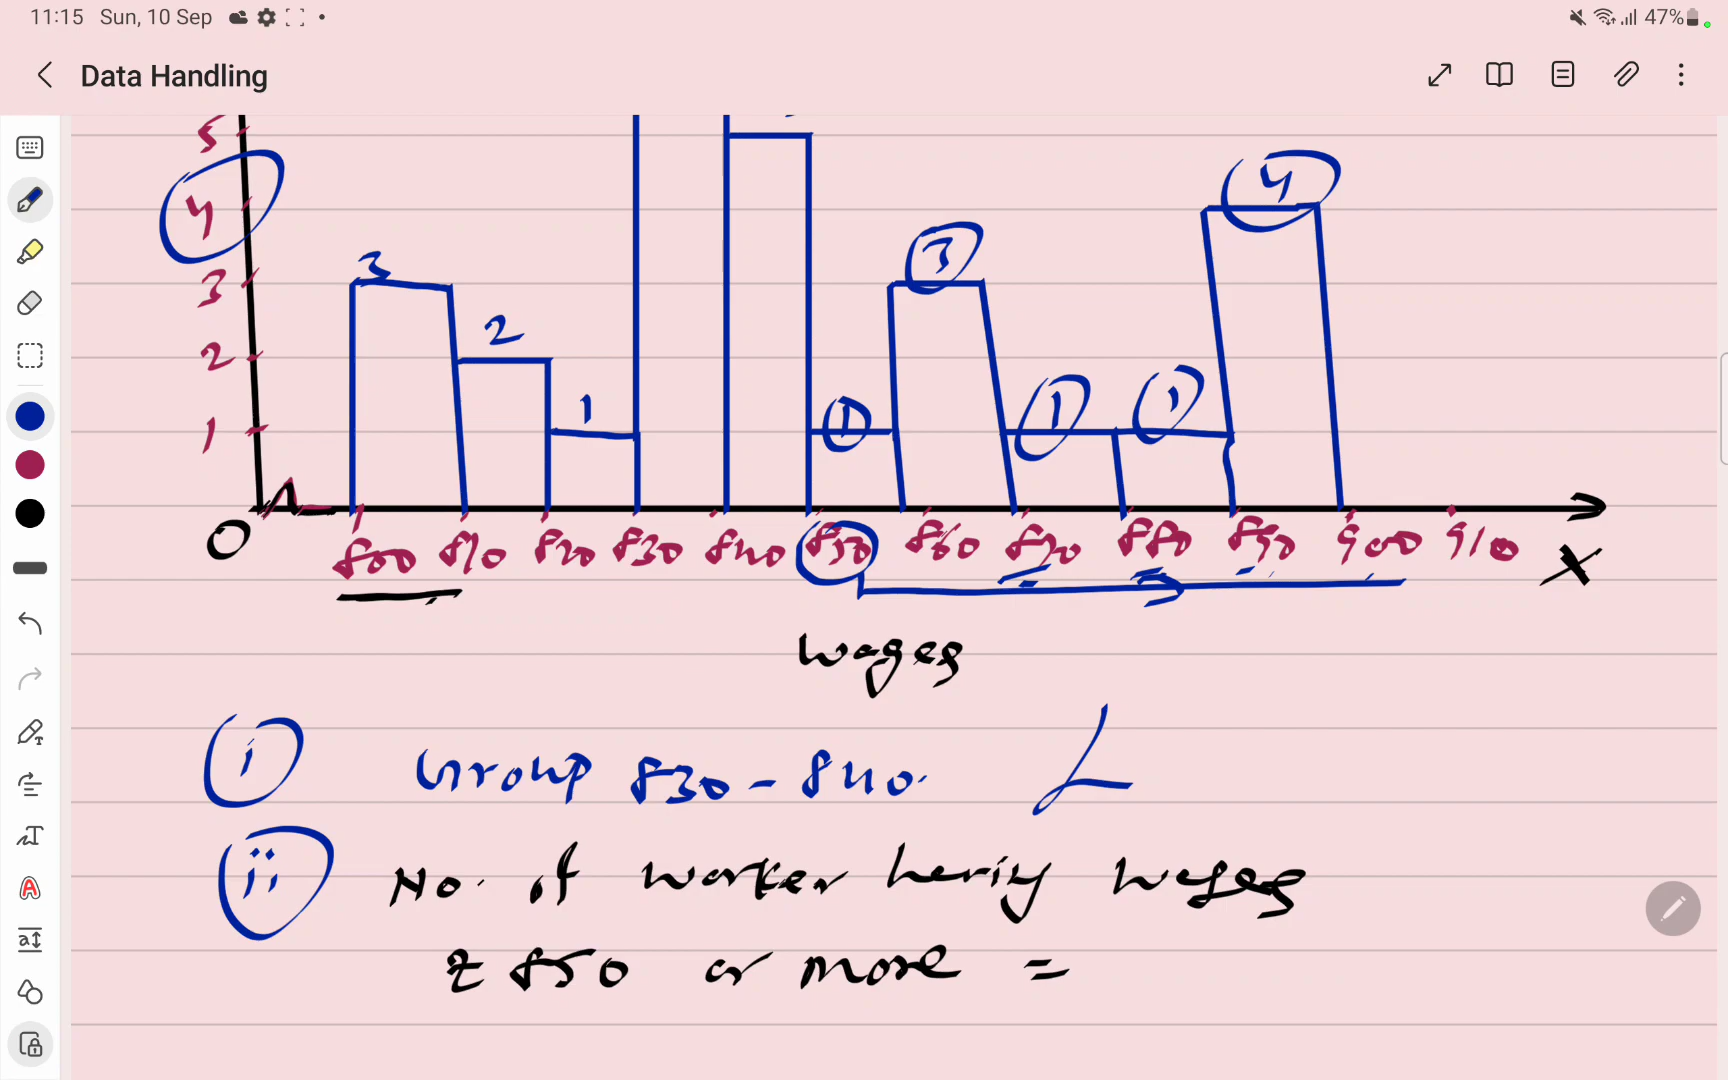 11:15 Sun, 10 Sep
47%
Data Handling
5
4
3
2
1
3
2
1
1
3
1
1
4
O
800 810 820 830 840 850 860 870 880 890 900 910
X
Wages
i Group 830-840.
ii No. of worker having wages
₹ 850 or more =